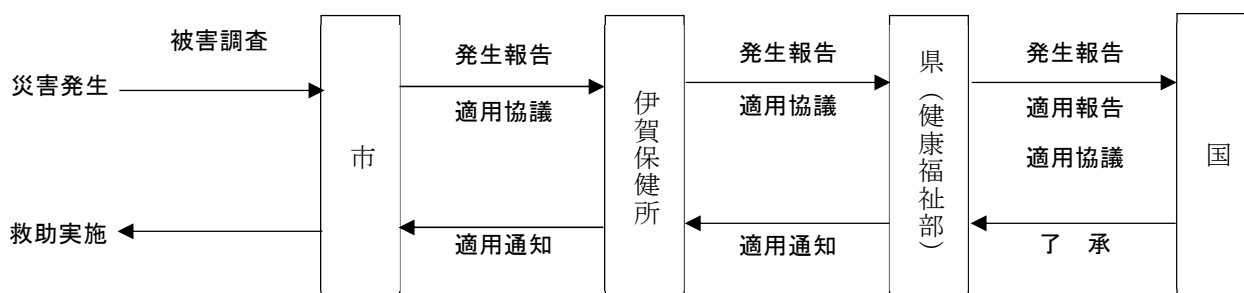 被害調査
災害発生
市
発生報告
適用協議
伊賀保健所
発生報告
適用協議
県（健康福祉部）
発生報告
適用報告
適用協議
国
救助実施
適用通知
適用通知
了　承